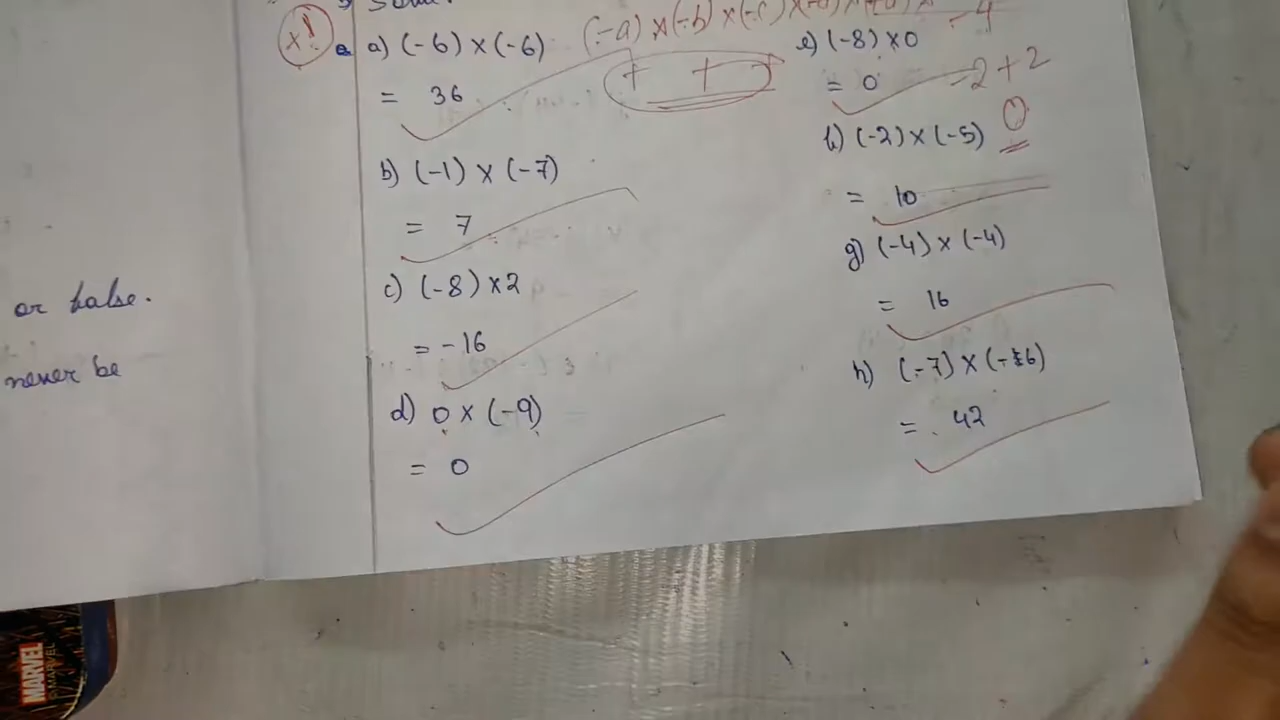 or false.
never be
x!
a) (-6) × (-6)
= 36
b) (-1) × (-7)
= 7
c) (-8) × 2
= -16
d) 0 × (-9)
= 0
(-a) × (-b) × (-c) ×
+ +
-4
e) (-8) × 0
= 0
-2+2
0
(-2) × (-5)
= 10
g) (-4) × (-4)
= 16
h) (-7) × (-6)
= 42
MARVEL